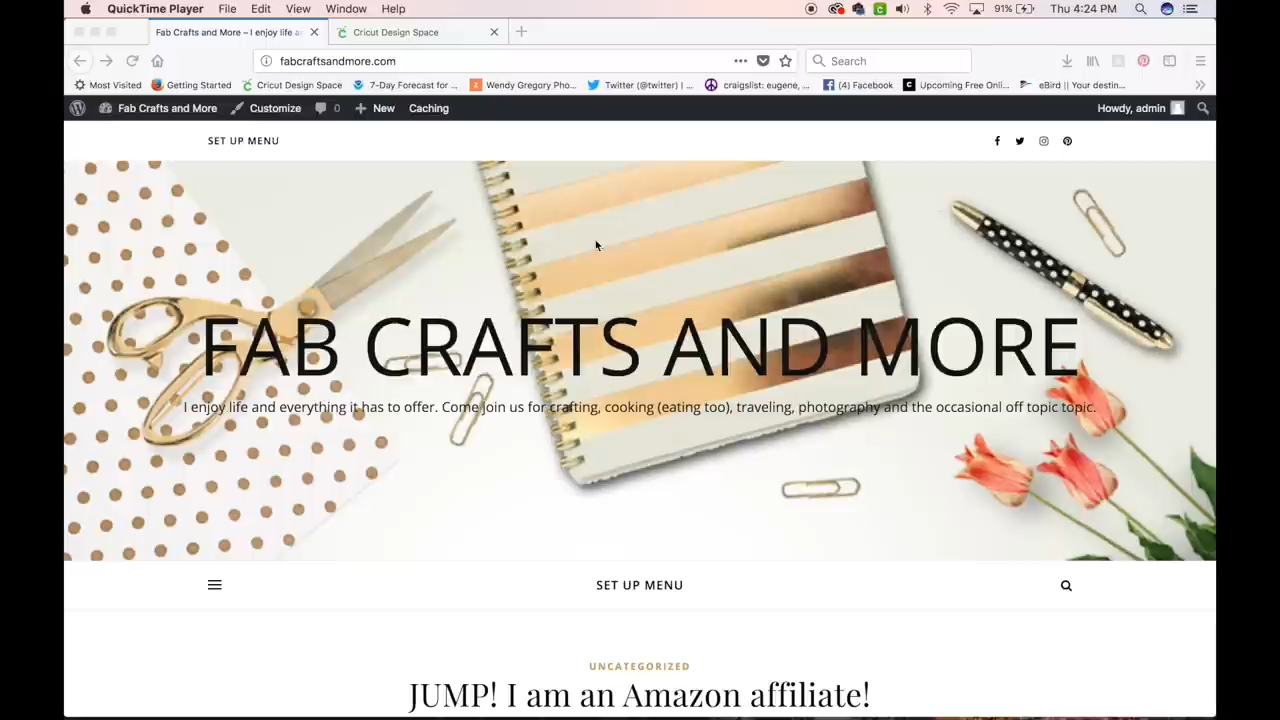 QuickTime Player File Edit View Window Help 91% Thu 4:24 PM
Fab Crafts and More – I enjoy life a Cricut Design Space
fabcraftsandmore.com Search
Most Visited Getting Started Cricut Design Space 7-Day Forecast for ... Wendy Gregory Pho... Twitter (@twitter) | ... craigslist: eugene, ... (4) Facebook Upcoming Free Onli... eBird || Your destin...
Fab Crafts and More Customize 0 New Caching Howdy, admin
SET UP MENU
FAB CRAFTS AND MORE
I enjoy life and everything it has to offer. Come join us for crafting, cooking (eating too), traveling, photography and the occasional off topic topic.
SET UP MENU
UNCATEGORIZED
JUMP! I am an Amazon affiliate!